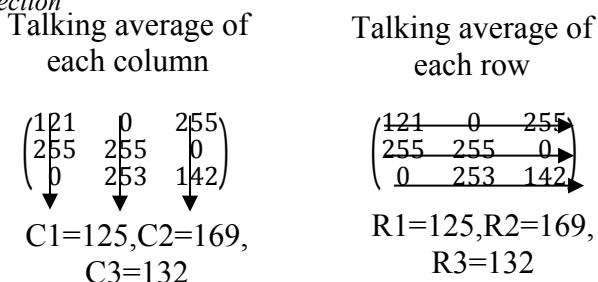 ection
Talking average of
each column
121 0 255
255 255 0
0 253 142
C1=125,C2=169,
C3=132
Talking average of
each row
121 0 255
255 255 0
0 253 142
R1=125,R2=169,
R3=132